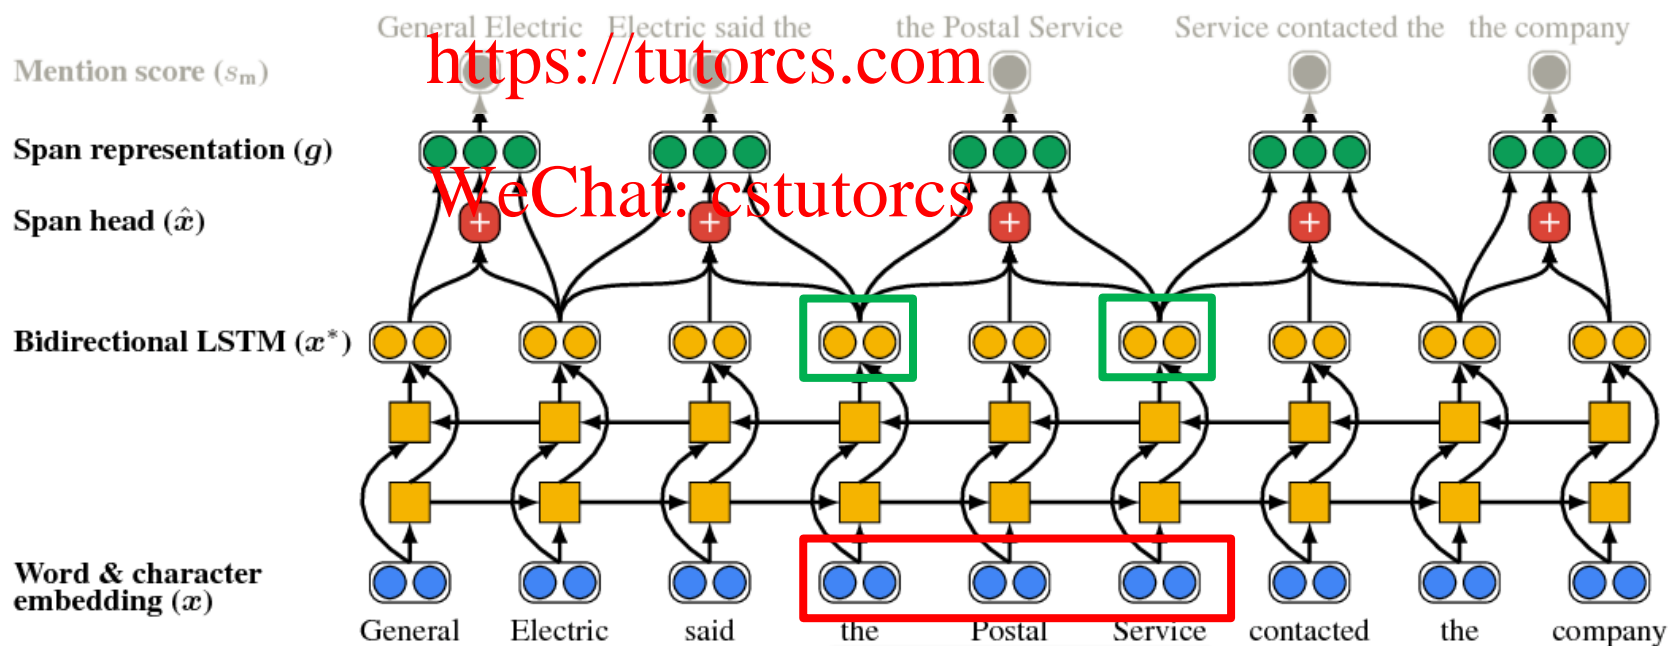 General Electric Electric said the the Postal Service Service contacted the the company
https://tutorcs.com
Mention score (sₘ)
Span representation (g)
WeChat: cstutorcs
Span head (x̂)
+ + + + +
Bidirectional LSTM (x*)
Word & character
embedding (x)
General Electric said the Postal Service contacted the company